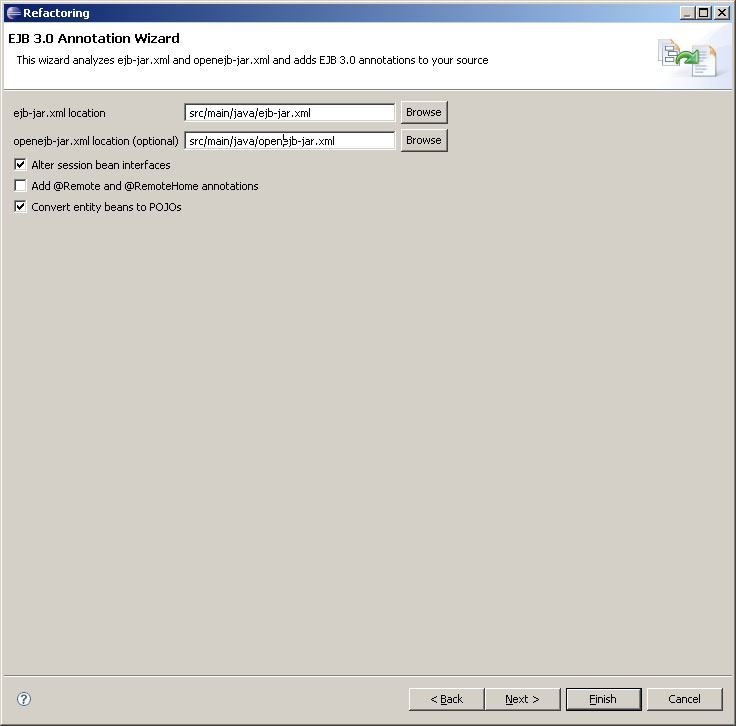 Refactoring
EJB 3.0 Annotation Wizard
This wizard analyzes ejb-jar.xml and openejb-jar.xml and adds EJB 3.0 annotations to your source
ejb-jar.xml location src/main/java/ejb-jar.xml Browse
openejb-jar.xml location (optional) src/main/java/openejb-jar.xml Browse
Alter session bean interfaces
Add @Remote and @RemoteHome annotations
Convert entity beans to POJOs
? < Back Next > Finish Cancel